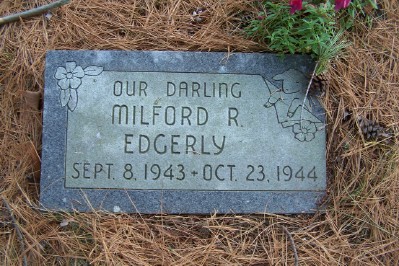 OUR DARLING
MILFORD R.
EDGERLY
SEPT. 8, 1943 + OCT. 23, 1944